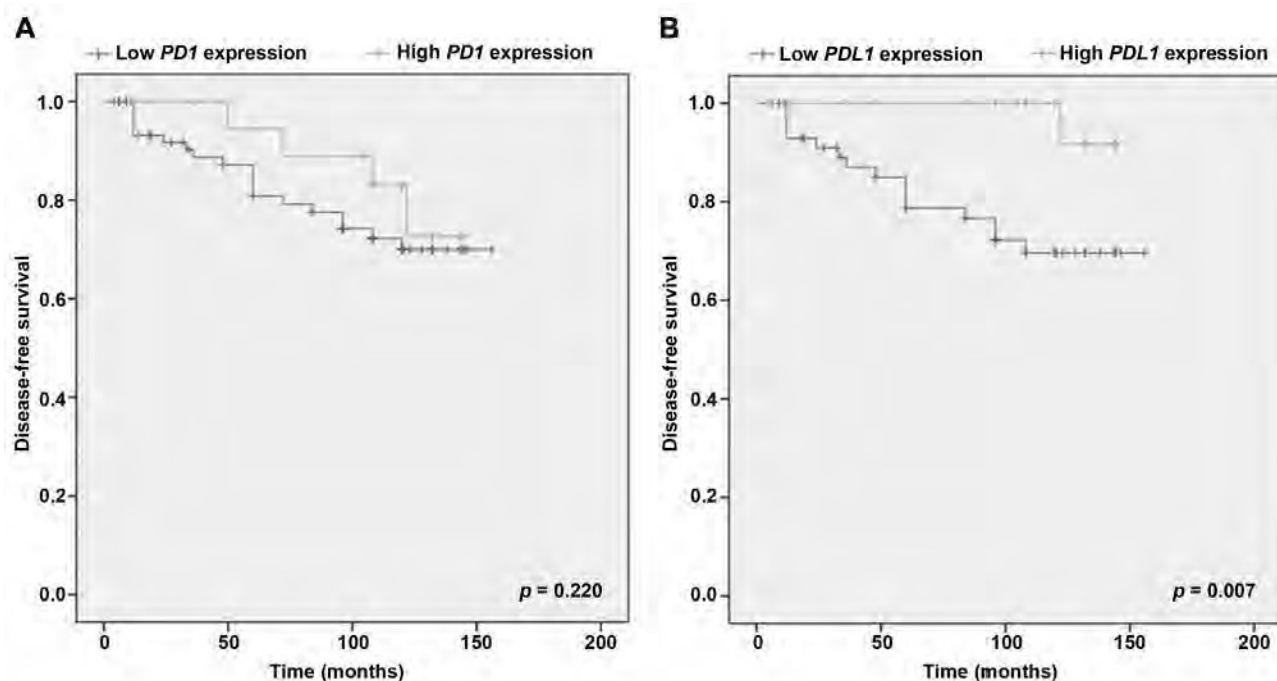 A
Low PD1 expression High PD1 expression
1.0
0.8
0.6
0.4
0.2
0.0
Disease-free survival
p = 0.220
0 50 100 150 200
Time (months)
B
Low PDL1 expression High PDL1 expression
1.0
0.8
0.6
0.4
0.2
0.0
Disease-free survival
p = 0.007
0 50 100 150 200
Time (months)